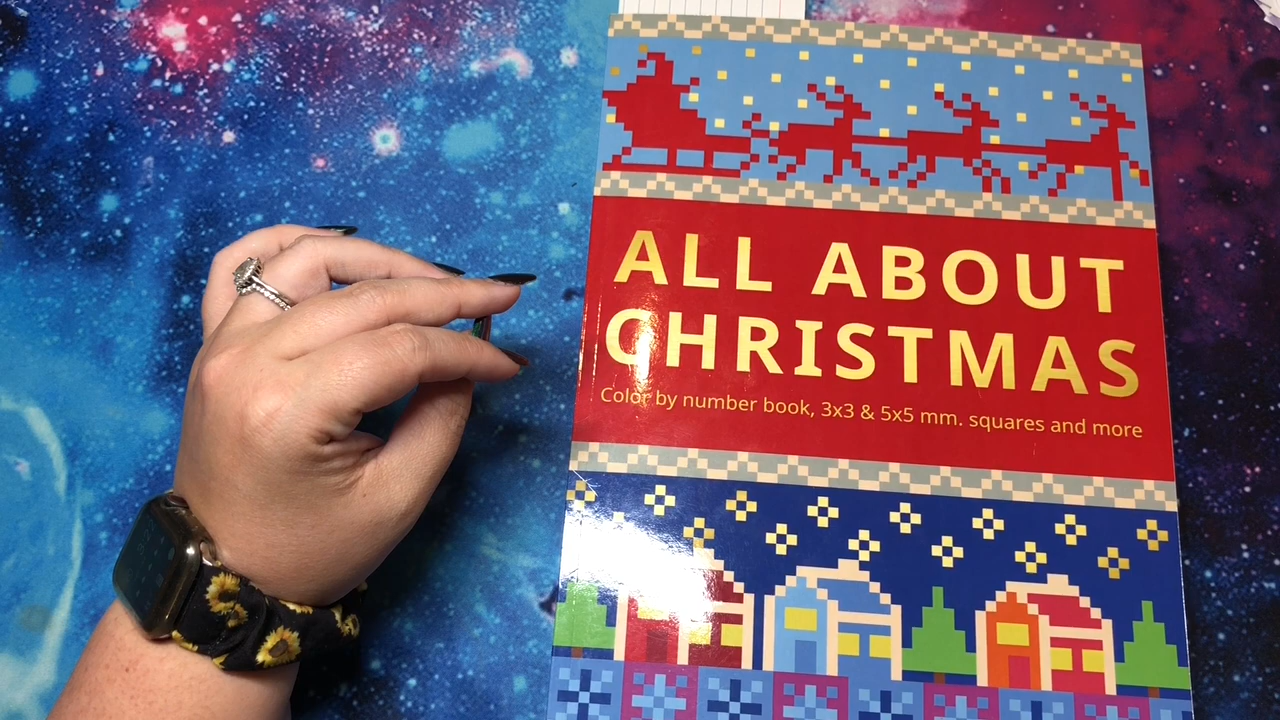 ALL ABOUT
CHRISTMAS
Color by number book, 3x3 & 5x5 mm. squares and more